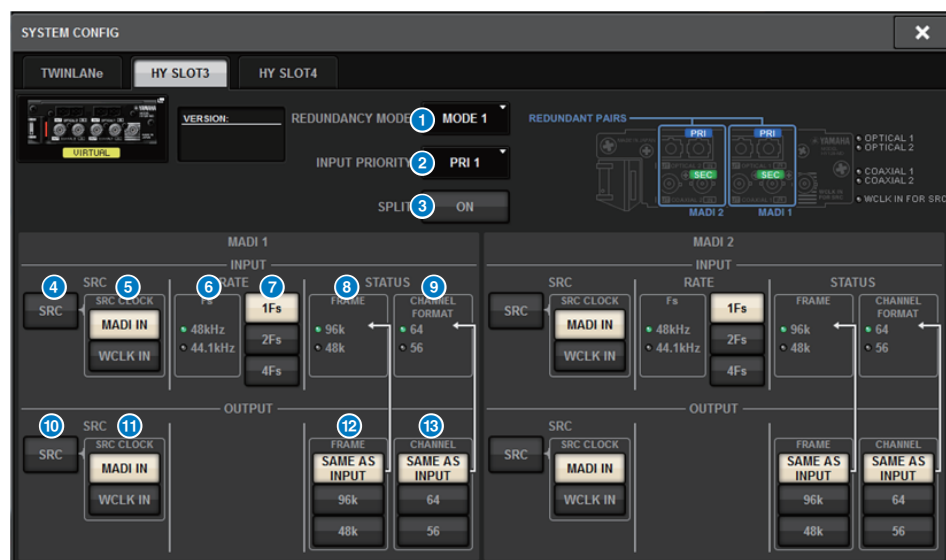 SYSTEM CONFIG
TWINLANe HY SLOT3 HY SLOT4
VIRTUAL
VERSION:
REDUNDANCY MODE 1 MODE 1
INPUT PRIORITY 2 PRI 1
SPLIT 3 ON
REDUNDANT PAIRS
PRI PRI
SEC SEC
MADI 2 MADI 1
YAMAHA
OPTICAL 1
OPTICAL 2
COAXIAL 1
COAXIAL 2
WCLK IN FOR SRC
MADI 1
INPUT
4 SRC 5 6 RATE 7 8 STATUS 9
SRC
SRC CLOCK
MADI IN
WCLK IN
Fs
48kHz
44.1kHz
1Fs
2Fs
4Fs
FRAME
96k
48k
CHANNEL
FORMAT
64
56
OUTPUT
10 SRC 11 12 13
SRC
SRC CLOCK
MADI IN
WCLK IN
FRAME
SAME AS
INPUT
96k
48k
CHANNEL
SAME AS
INPUT
64
56
MADI 2
INPUT
SRC RATE STATUS
SRC
SRC CLOCK
MADI IN
WCLK IN
Fs
48kHz
44.1kHz
1Fs
2Fs
4Fs
FRAME
96k
48k
CHANNEL
FORMAT
64
56
OUTPUT
SRC
SRC
SRC CLOCK
MADI IN
WCLK IN
FRAME
SAME AS
INPUT
96k
48k
CHANNEL
SAME AS
INPUT
64
56